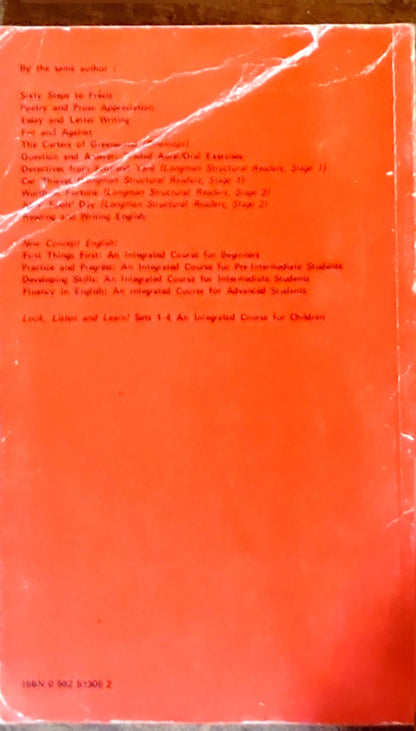 By the same author :
Sixty Steps to Précis
Poetry and Prose Appreciation
Essay and Letter Writing
For and Against
The Carters of Greenwood (Cineloops)
Question and Answer: Graded Aural/Oral Exercises
Detectives from Scotland Yard (Longman Structural Readers, Stage 1)
Car Thieves (Longman Structural Readers, Stage 1)
Worth a Fortune (Longman Structural Readers, Stage 2)
April Fools' Day (Longman Structural Readers, Stage 2)
Reading and Writing English
New Concept English:
First Things First: An Integrated Course for Beginners
Practice and Progress: An Integrated Course for Pre-Intermediate Students
Developing Skills: An Integrated Course for Intermediate Students
Fluency in English: An Integrated Course for Advanced Students
Look, Listen and Learn! Sets 1-4 An Integrated Course for Children
ISBN 0 582 2